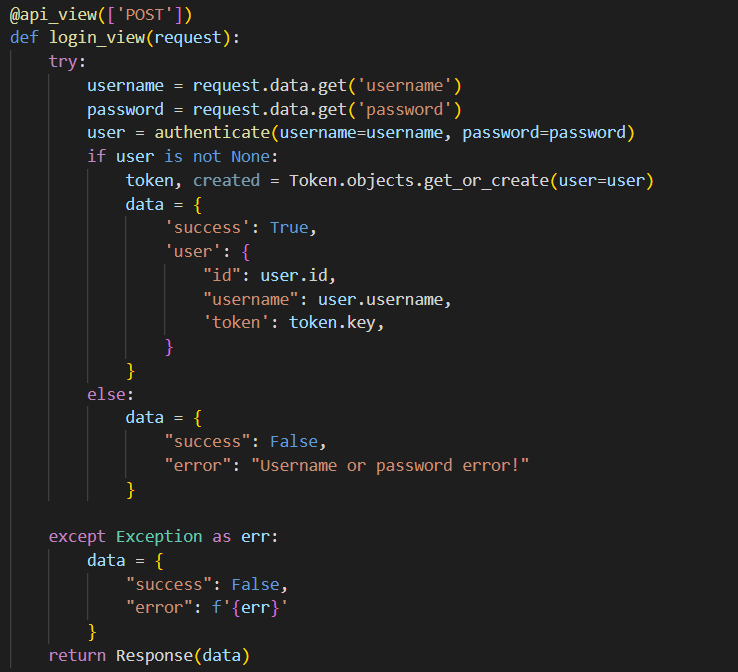 @api_view(['POST'])
def login_view(request):
    try:
        username = request.data.get('username')
        password = request.data.get('password')
        user = authenticate(username=username, password=password)
        if user is not None:
            token, created = Token.objects.get_or_create(user=user)
            data = {
                'success': True,
                'user': {
                    "id": user.id,
                    "username": user.username,
                    'token': token.key,
                }
            }
        else:
            data = {
                "success": False,
                "error": "Username or password error!"
            }

    except Exception as err:
        data = {
            "success": False,
            "error": f'{err}'
        }
    return Response(data)